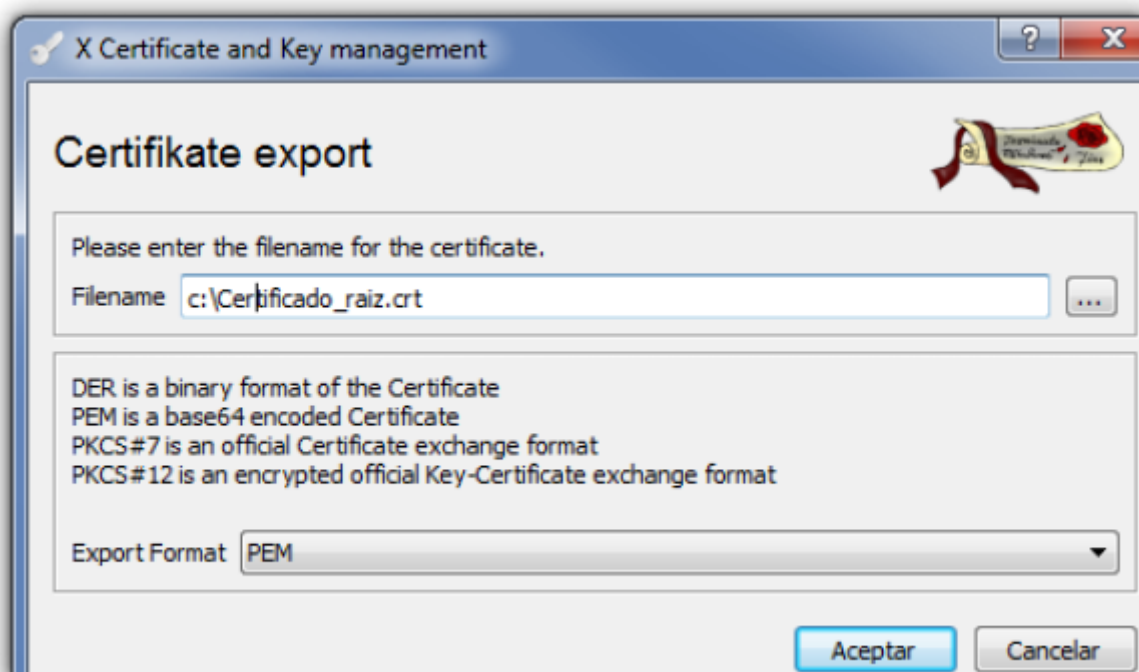 X Certificate and Key management
Certifikate export
Please enter the filename for the certificate.
Filename c:\Certificado_raiz.crt ...
DER is a binary format of the Certificate
PEM is a base64 encoded Certificate
PKCS#7 is an official Certificate exchange format
PKCS#12 is an encrypted official Key-Certificate exchange format
Export Format PEM
Aceptar Cancelar